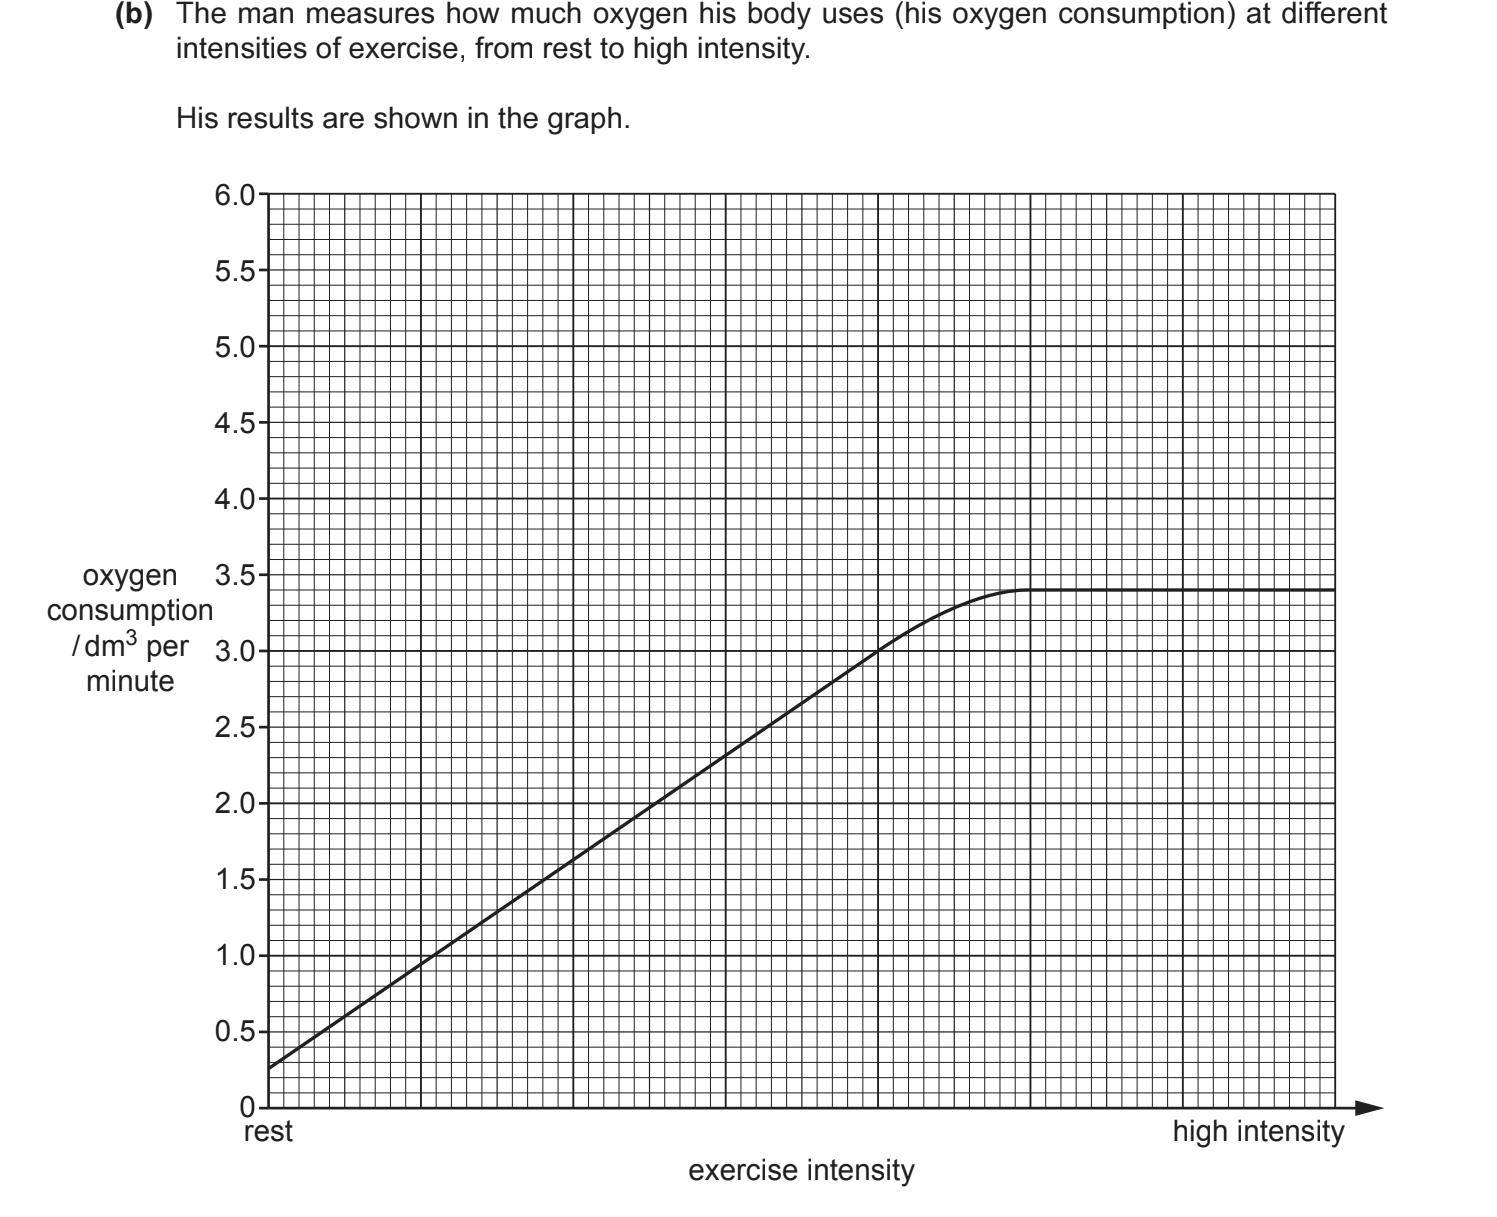 (b) The man measures how much oxygen his body uses (his oxygen consumption) at different
intensities of exercise, from rest to high intensity.
His results are shown in the graph.
6.0
5.5
5.0
4.5
4.0
oxygen
consumption
/ dm³ per
minute
3.5
3.0
2.5
2.0
1.5
1.0
0.5
0
rest
high intensity
exercise intensity